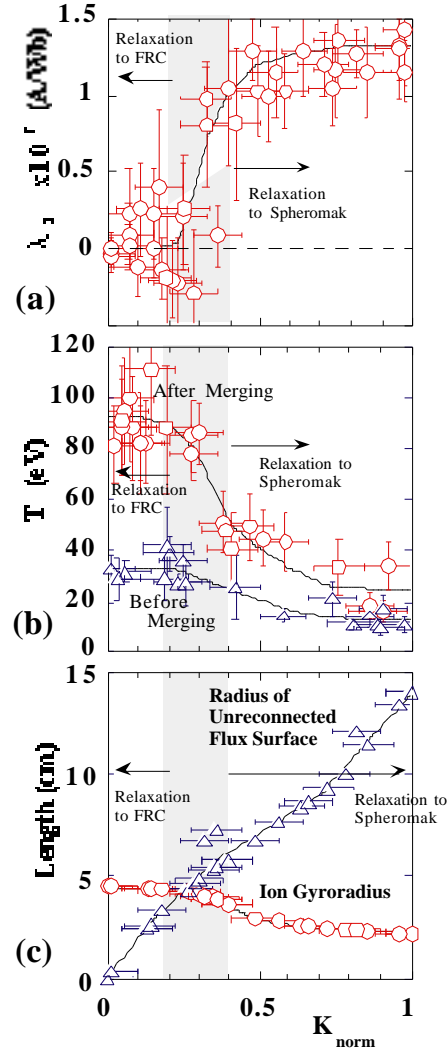 1.5
1
0.5
0
Relaxation
to FRC
Relaxation
to Spheromak
(a)
120
100
80
60
40
20
0
T (eV)
After Merging
Relaxation to
Spheromak
Relaxation
to FRC
Before
Merging
(b)
15
10
5
0
Length (cm)
Radius of
Unreconnected
Flux Surface
Relaxation
to FRC
Relaxation to
Spheromak
Ion Gyroradius
(c)
0
0.5
1
K norm